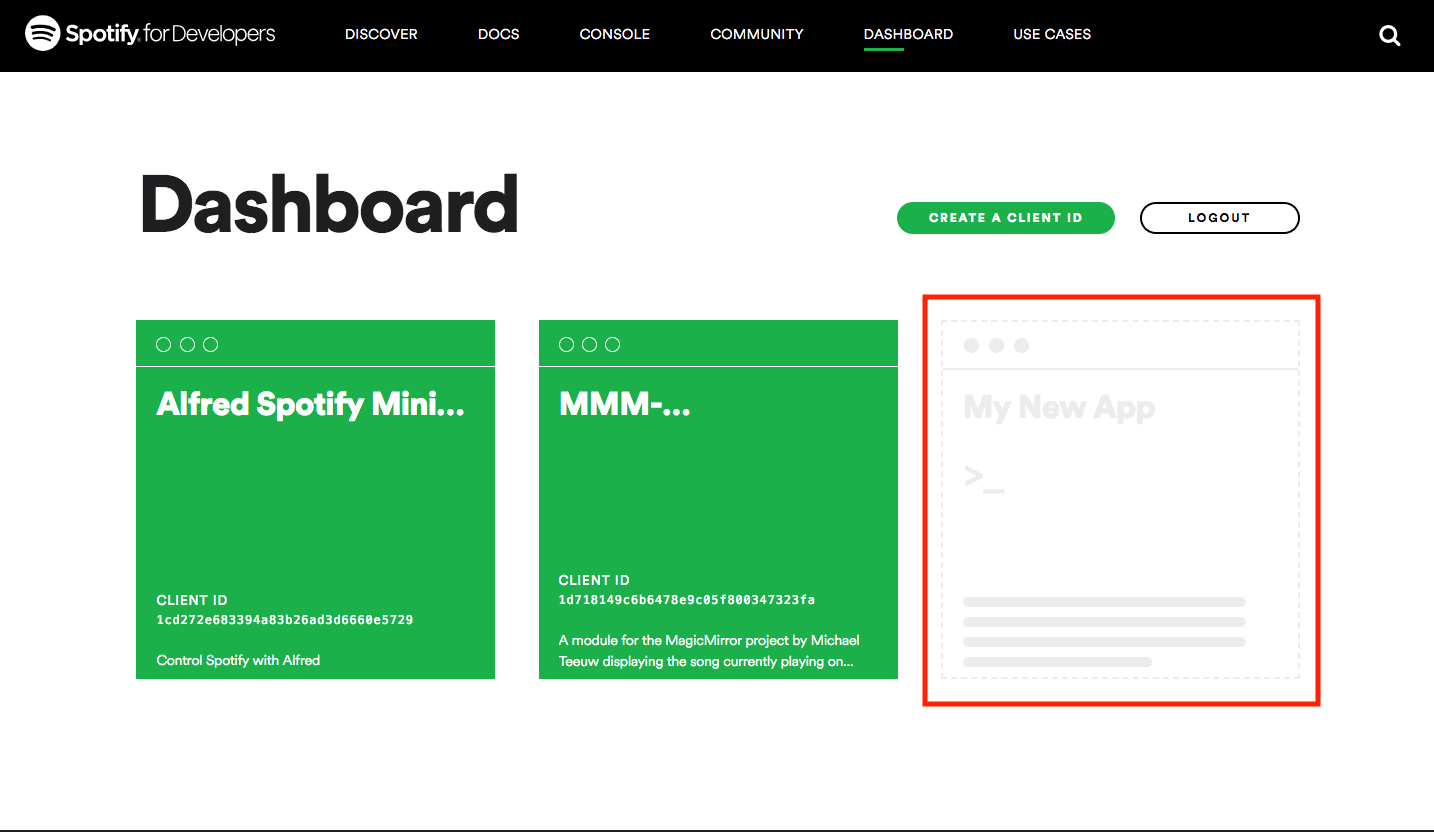 Spotify for Developers DISCOVER DOCS CONSOLE COMMUNITY DASHBOARD USE CASES
Dashboard
CREATE A CLIENT ID LOGOUT
Alfred Spotify Mini...
CLIENT ID
1cd272e683394a83b26ad3d6660e5729
Control Spotify with Alfred
MMM-...
CLIENT ID
1d718149c6b6478e9c05f800347323fa
A module for the MagicMirror project by Michael
Teeuw displaying the song currently playing on...
My New App
>_